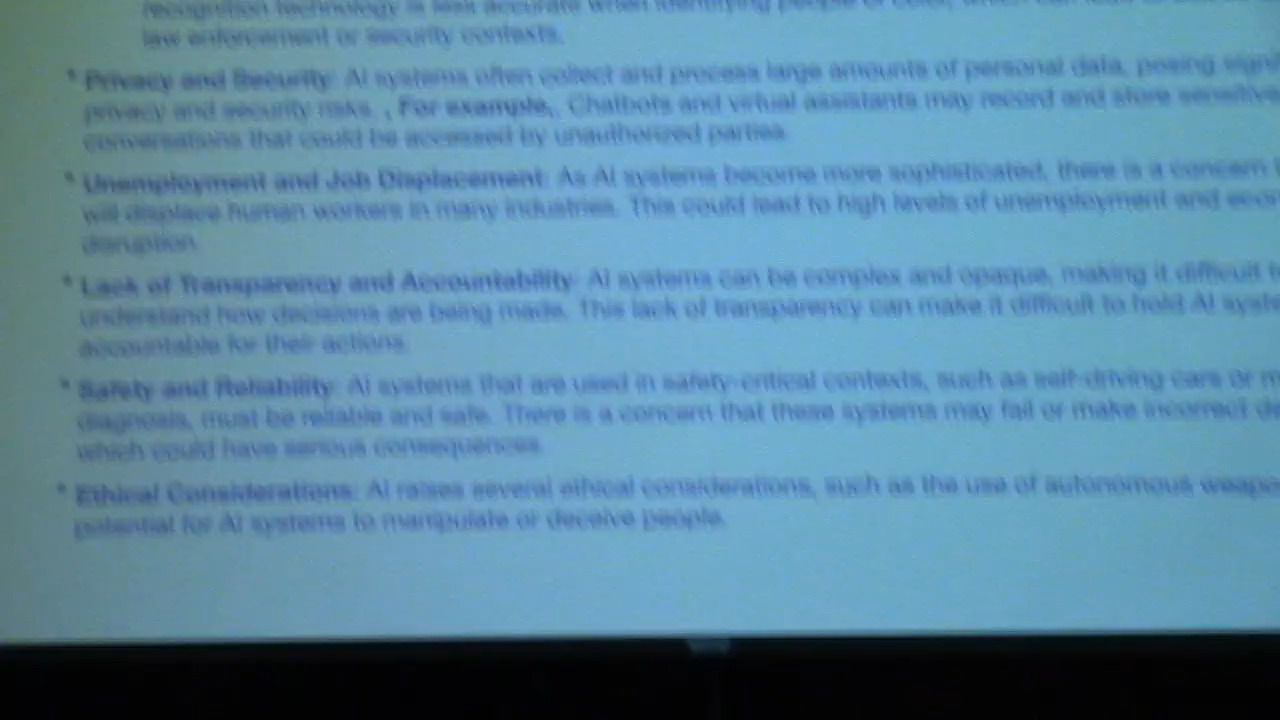 recognition technology is less accurate when identifying people of color, which can lead to
law enforcement or security contexts.
* Privacy and Security: AI systems often collect and process large amounts of personal data, posing
privacy and security risks. , For example,, Chatbots and virtual assistants may record and store sensitive
conversations that could be accessed by unauthorized parties.
* Unemployment and Job Displacement: As AI systems become more sophisticated, there is a concern
will displace human workers in many industries. This could lead to high levels of unemployment and
disruption.
* Lack of Transparency and Accountability: AI systems can be complex and opaque, making it difficult
understand how decisions are being made. This lack of transparency can make it difficult to hold AI
accountable for their actions.
* Safety and Reliability: AI systems that are used in safety-critical contexts, such as self-driving cars or
diagnosis, must be reliable and safe. There is a concern that these systems may fail or make incorrect
which could have serious consequences.
* Ethical Considerations: AI raises several ethical considerations, such as the use of autonomous
potential for AI systems to manipulate or deceive people.